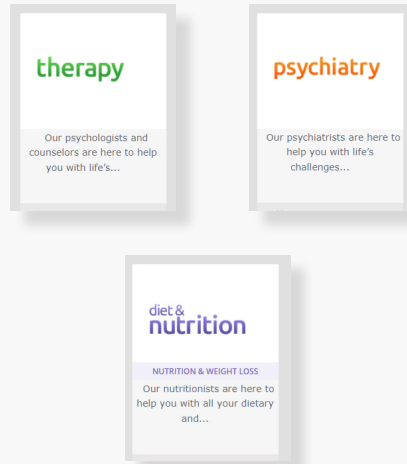 therapy
Our psychologists and
counselors are here to help
you with life's...
psychiatry
Our psychiatrists are here to
help you with life's
challenges...
diet &
nutrition
NUTRITION & WEIGHT LOSS
Our nutritionists are here to
help you with all your dietary
and...